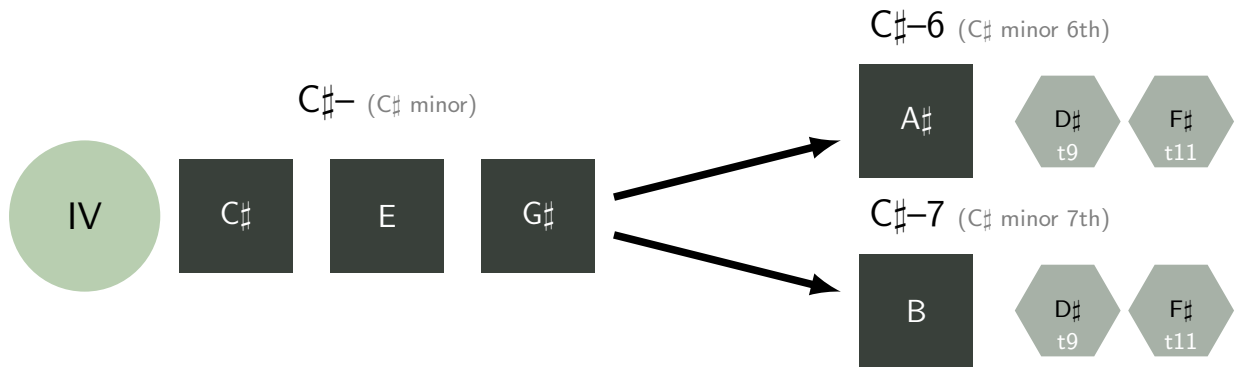 C♯–6 (C♯ minor 6th)
C♯– (C♯ minor)
A♯
D♯
t9
F♯
t11
IV
C♯
E
G♯
C♯–7 (C♯ minor 7th)
B
D♯
t9
F♯
t11